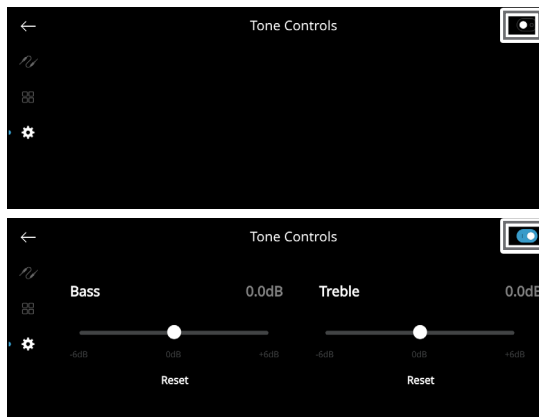 Tone Controls
Tone Controls
Bass 0.0dB Treble 0.0dB
-6dB 0dB +6dB -6dB 0dB +6dB
Reset Reset